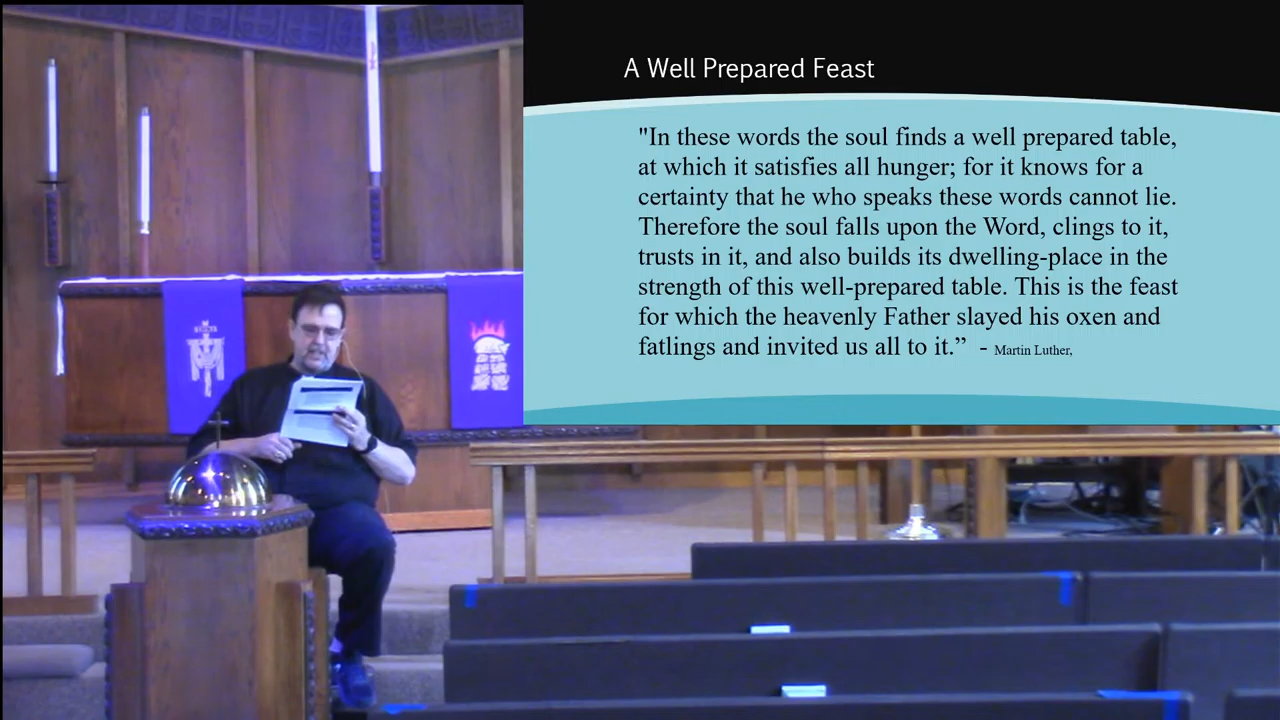 A Well Prepared Feast
"In these words the soul finds a well prepared table,
at which it satisfies all hunger; for it knows for a
certainty that he who speaks these words cannot lie.
Therefore the soul falls upon the Word, clings to it,
trusts in it, and also builds its dwelling-place in the
strength of this well-prepared table. This is the feast
for which the heavenly Father slayed his oxen and
fatlings and invited us all to it.” - Martin Luther,